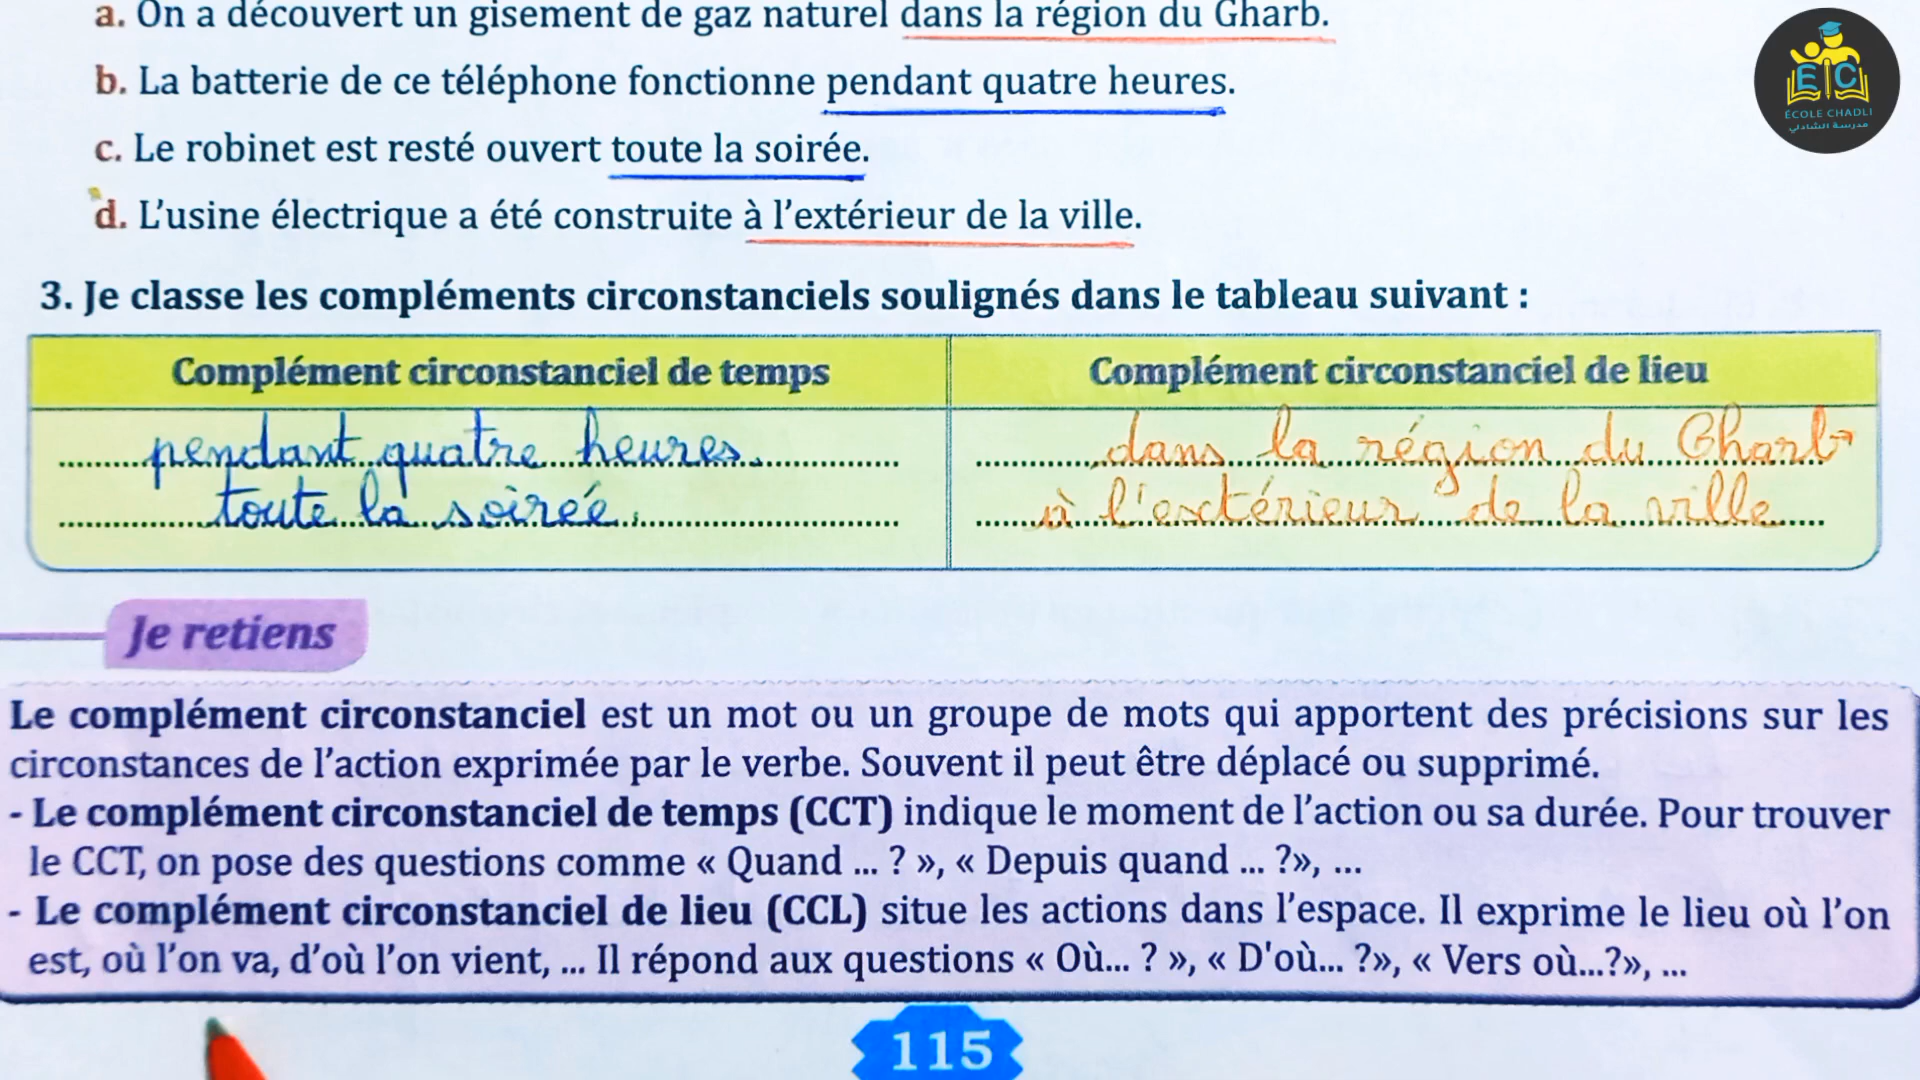 a. On a découvert un gisement de gaz naturel dans la région du Gharb.
ÉCOLE CHADLI
مدرسة الشادلي
b. La batterie de ce téléphone fonctionne pendant quatre heures.
c. Le robinet est resté ouvert toute la soirée.
d. L'usine électrique a été construite à l'extérieur de la ville.
3. Je classe les compléments circonstanciels soulignés dans le tableau suivant :
Complément circonstanciel de temps
Complément circonstanciel de lieu
pendant quatre heures.
toute la soirée.
dans la région du Gharb
à l'extérieur de la ville
Je retiens
Le complément circonstanciel est un mot ou un groupe de mots qui apportent des précisions sur les
circonstances de l'action exprimée par le verbe. Souvent il peut être déplacé ou supprimé.
- Le complément circonstanciel de temps (CCT) indique le moment de l'action ou sa durée. Pour trouver
le CCT, on pose des questions comme « Quand ... ? », « Depuis quand ... ?», ...
- Le complément circonstanciel de lieu (CCL) situe les actions dans l'espace. Il exprime le lieu où l'on
est, où l'on va, d'où l'on vient, ... Il répond aux questions « Où... ? », « D'où... ?», « Vers où...?», ...
115